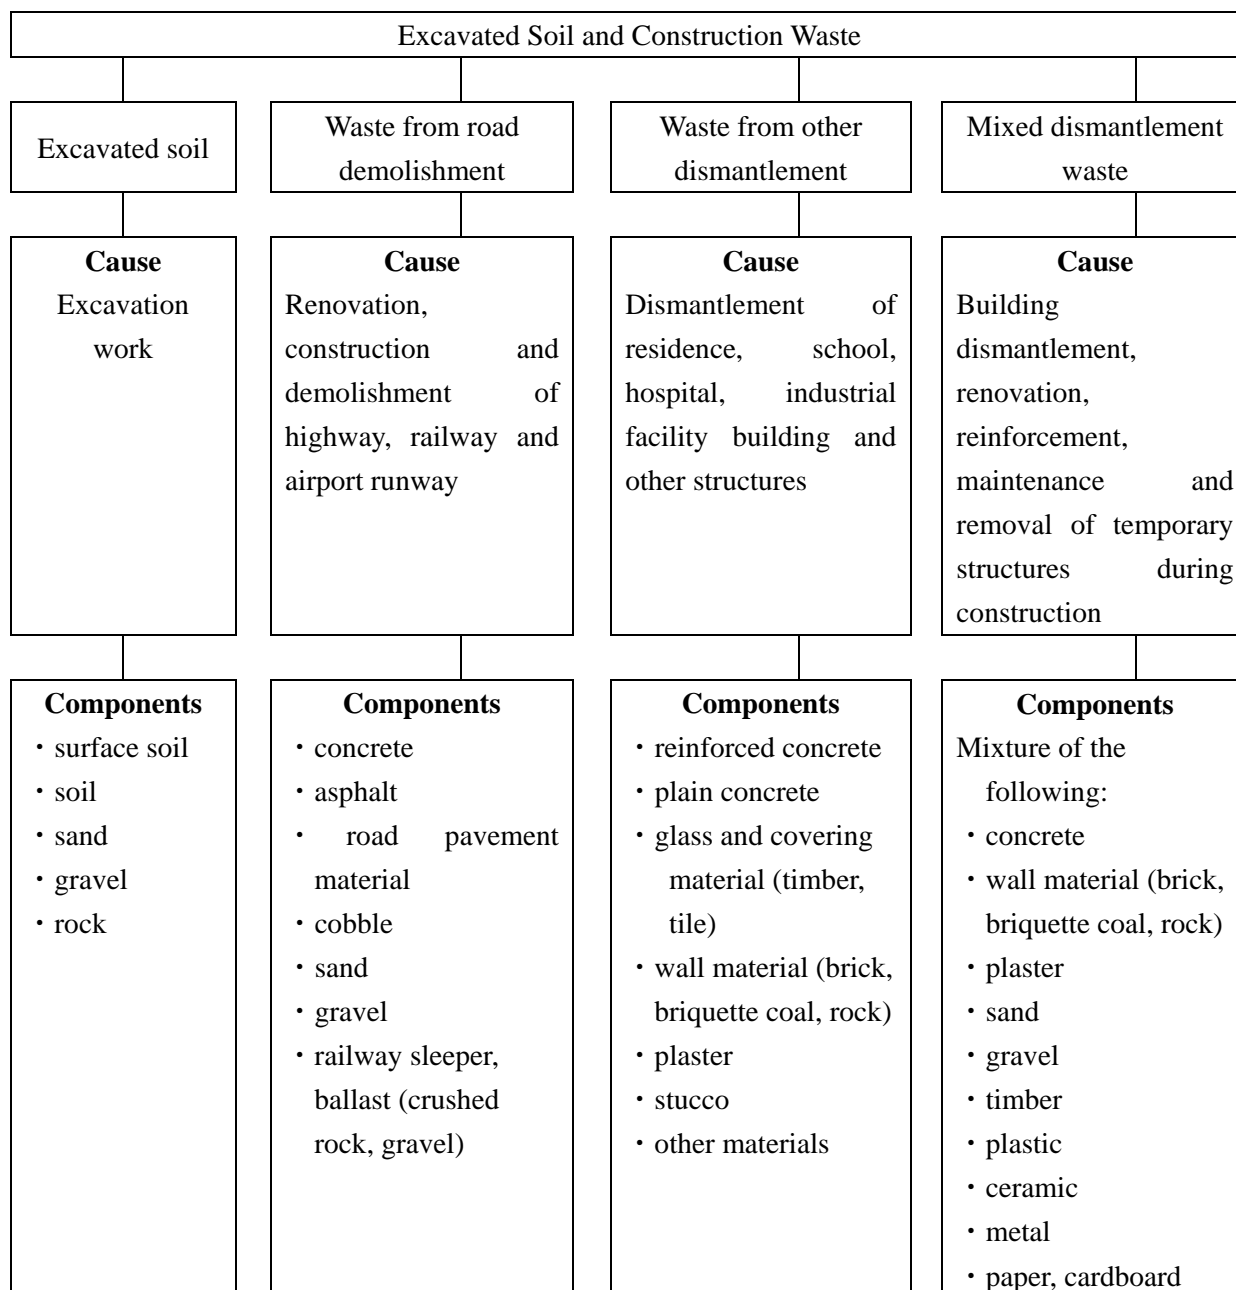 Excavated Soil and Construction Waste
Excavated soil
Waste from road
demolishment
Waste from other
dismantlement
Mixed dismantlement
waste
Cause
Excavation
work
Cause
Renovation,
construction and
demolishment of
highway, railway and
airport runway
Cause
Dismantlement of
residence, school,
hospital, industrial
facility building and
other structures
Cause
Building
dismantlement,
renovation,
reinforcement,
maintenance and
removal of temporary
structures during
construction
Components
・surface soil
・soil
・sand
・gravel
・rock
Components
・concrete
・asphalt
・ road pavement
material
・cobble
・sand
・gravel
・railway sleeper,
ballast (crushed
rock, gravel)
Components
・reinforced concrete
・plain concrete
・glass and covering
material (timber,
tile)
・wall material (brick,
briquette coal, rock)
・plaster
・stucco
・other materials
Components
Mixture of the
following:
・concrete
・wall material (brick,
briquette coal, rock)
・plaster
・sand
・gravel
・timber
・plastic
・ceramic
・metal
・paper, cardboard